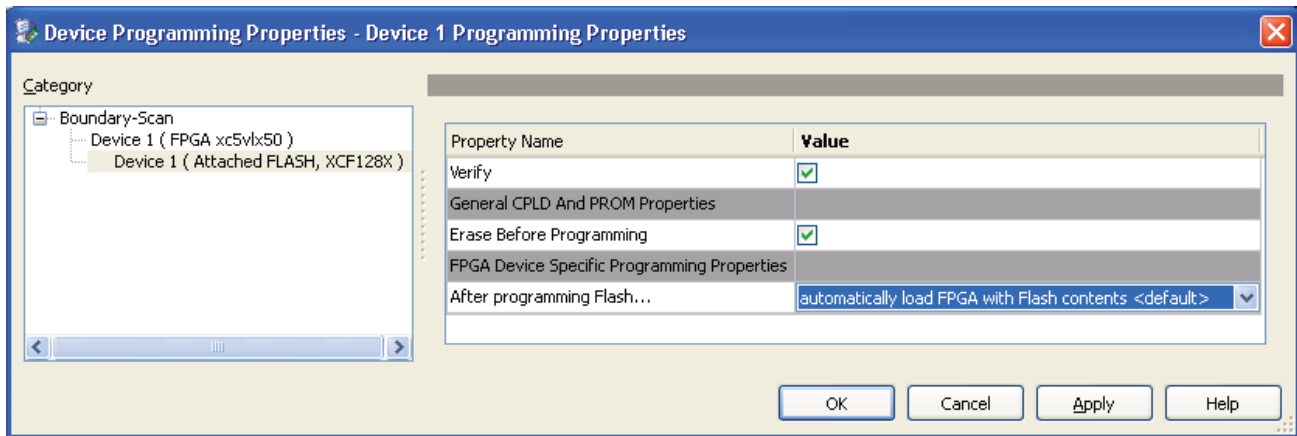 Device Programming Properties - Device 1 Programming Properties
Category
Boundary-Scan
Device 1 ( FPGA xc5vlx50 )
Device 1 ( Attached FLASH, XCF128X )
Property Name Value
Verify
General CPLD And PROM Properties
Erase Before Programming
FPGA Device Specific Programming Properties
After programming Flash... automatically load FPGA with Flash contents <default>
OK Cancel Apply Help